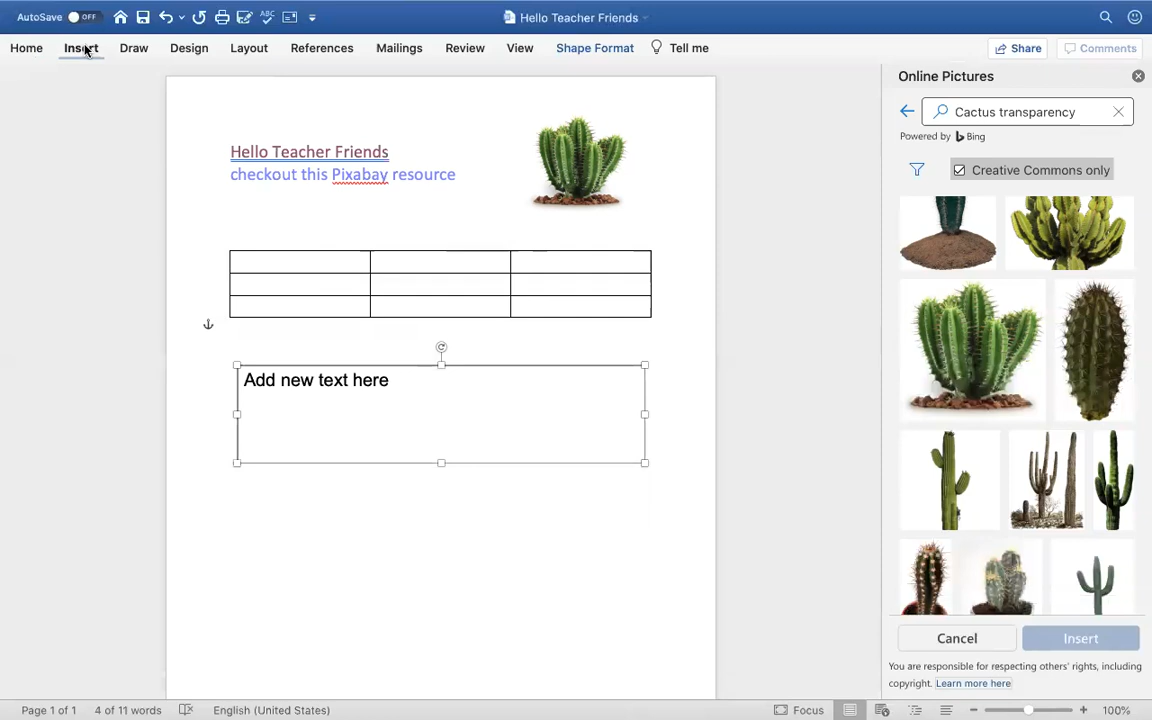 AutoSave OFF
Hello Teacher Friends
Home Insert Draw Design Layout References Mailings Review View Shape Format Tell me Share Comments
Online Pictures
Cactus transparency
Powered by Bing
Creative Commons only
Hello Teacher Friends
checkout this Pixabay resource
Add new text here
Cancel Insert
You are responsible for respecting others' rights, including
copyright. Learn more here
Page 1 of 1 4 of 11 words English (United States) Focus 100%